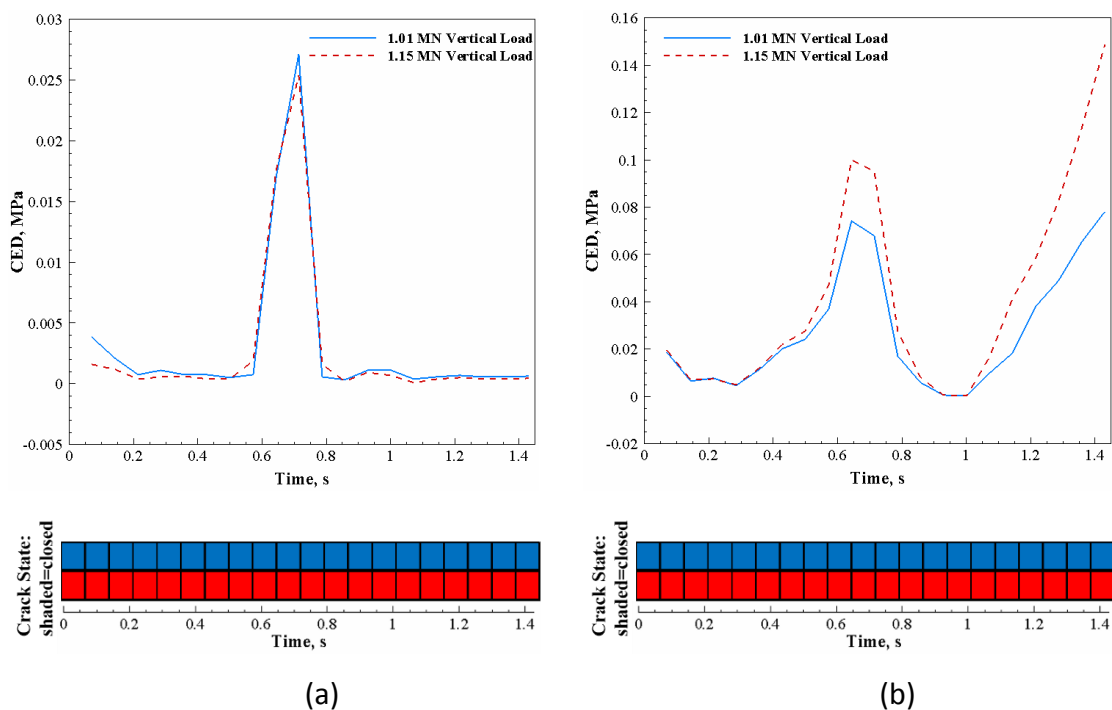 0.03
0.025
0.02
0.015
0.01
0.005
0
-0.005
CED, MPa
1.01 MN Vertical Load
1.15 MN Vertical Load
0 0.2 0.4 0.6 0.8 1 1.2 1.4
Time, s
Crack State:
shaded=closed
0 0.2 0.4 0.6 0.8 1 1.2 1.4
Time, s
(a)
0.16
0.14
0.12
0.1
0.08
0.06
0.04
0.02
0
-0.02
CED, MPa
1.01 MN Vertical Load
1.15 MN Vertical Load
0 0.2 0.4 0.6 0.8 1 1.2 1.4
Time, s
Crack State:
shaded=closed
0 0.2 0.4 0.6 0.8 1 1.2 1.4
Time, s
(b)